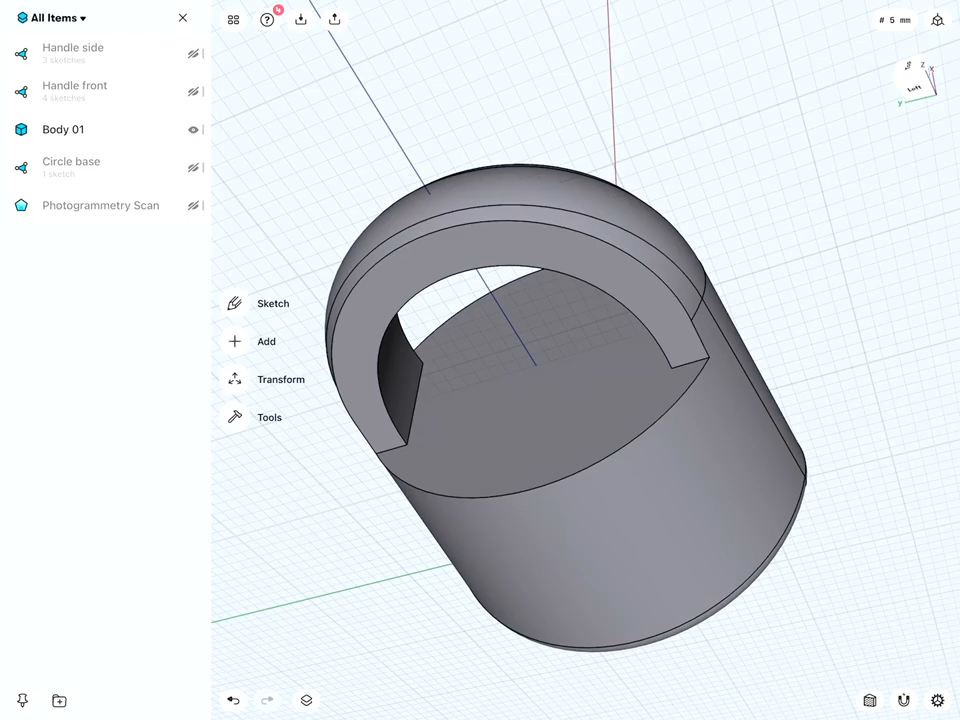 All Items
4
# 5 mm
Handle side
3 sketches
Z
X
Handle front
4 sketches
Left
y
Body 01
Circle base
1 sketch
Photogrammetry Scan
Sketch
Add
Transform
Tools